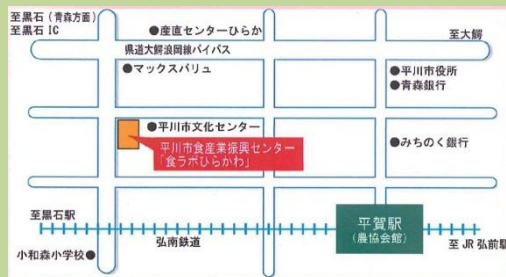 至黒石（青森方面）
至黒石 IC
●産直センターひらか
至大鰐
県道大鰐浪岡線バイパス
●マックスバリュ
●平川市役所
●青森銀行
●平川市文化センター
平川市食産業振興センター
「食ラボひらかわ」
●みちのく銀行
至黒石駅
平賀駅
(農協会館)
弘南鉄道
至 JR 弘前駅
小和森小学校●